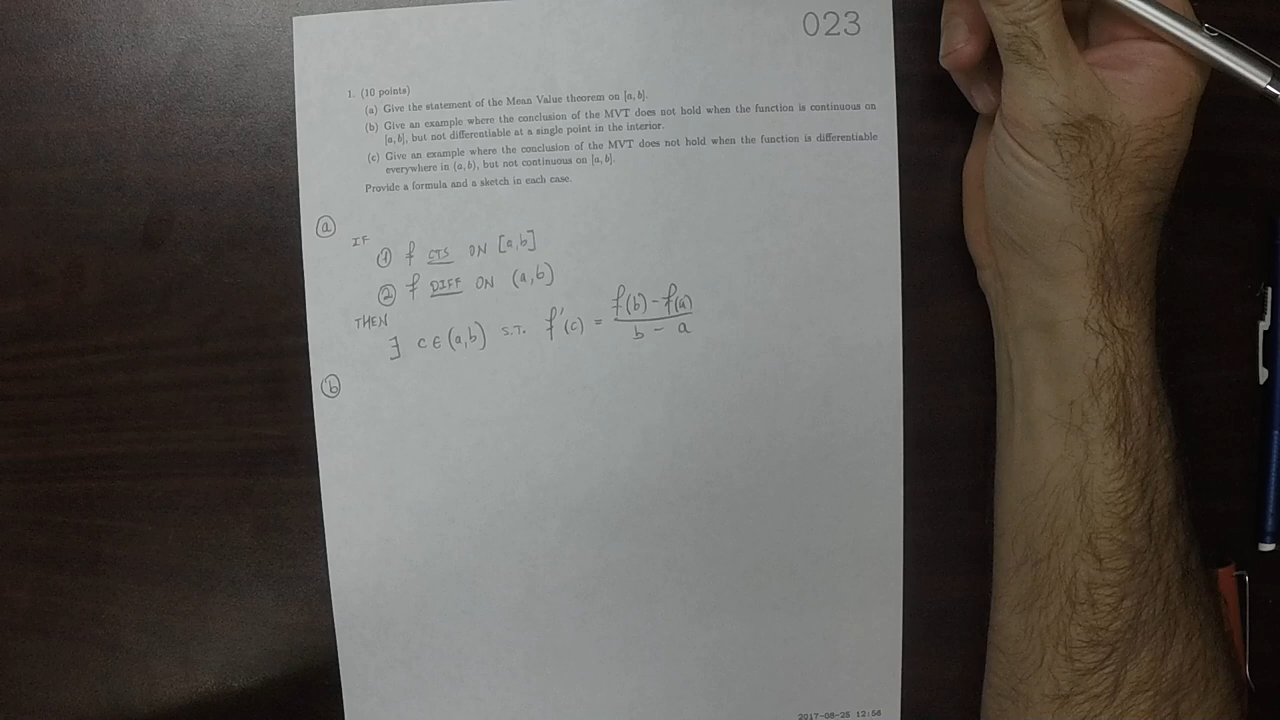 023
1. (10 points)
(a) Give the statement of the Mean Value theorem on [a, b].
(b) Give an example where the conclusion of the MVT does not hold when the function is continuous on
[a, b], but not differentiable at a single point in the interior.
(c) Give an example where the conclusion of the MVT does not hold when the function is differentiable
everywhere in (a, b), but not continuous on [a, b].
Provide a formula and a sketch in each case.
ⓐ
IF
① f CTS ON [a,b]
② f DIFF ON (a,b)
THEN
∃ c ∈ (a,b) S.T. f'(c) = f(b) - f(a) / b - a
ⓑ
2017-08-25 12:56